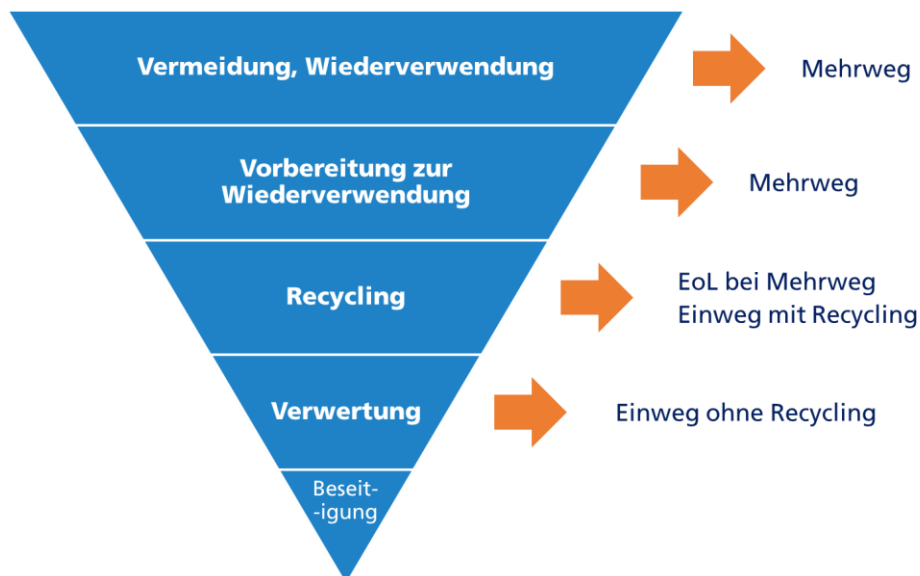 Vermeidung, Wiederverwendung
Mehrweg
Vorbereitung zur
Wiederverwendung
Mehrweg
Recycling
EoL bei Mehrweg
Einweg mit Recycling
Verwertung
Einweg ohne Recycling
Beseit-
-igung